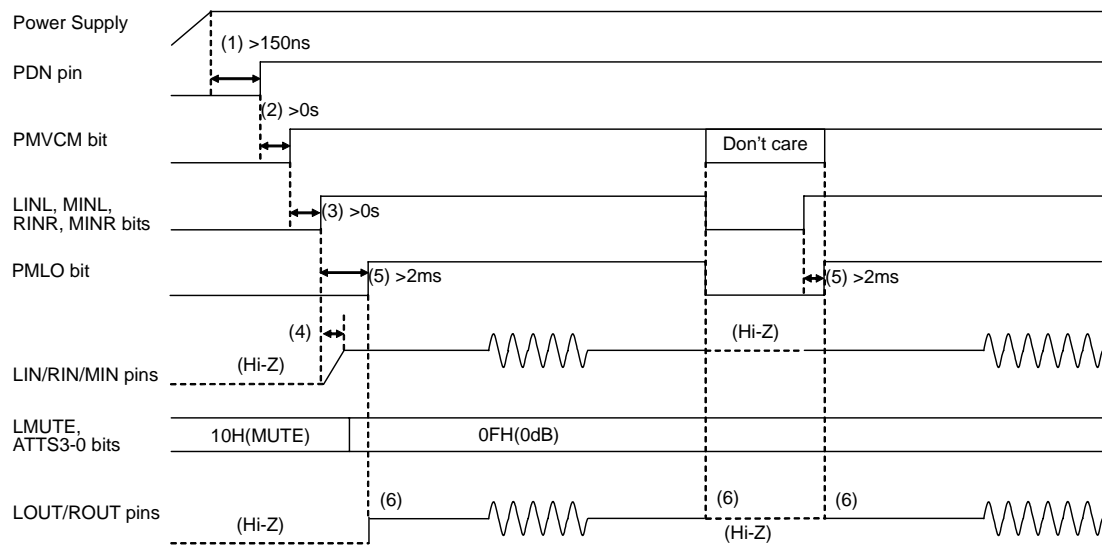 Power Supply
(1) >150ns
PDN pin
(2) >0s
PMVCM bit
Don't care
LINL, MINL,
RINR, MINR bits
(3) >0s
PMLO bit
(5) >2ms
(5) >2ms
(4)
(Hi-Z)
(Hi-Z)
LIN/RIN/MIN pins
LMUTE,
ATTS3-0 bits
10H(MUTE)
0FH(0dB)
(6)
(6)
(6)
LOUT/ROUT pins
(Hi-Z)
(Hi-Z)